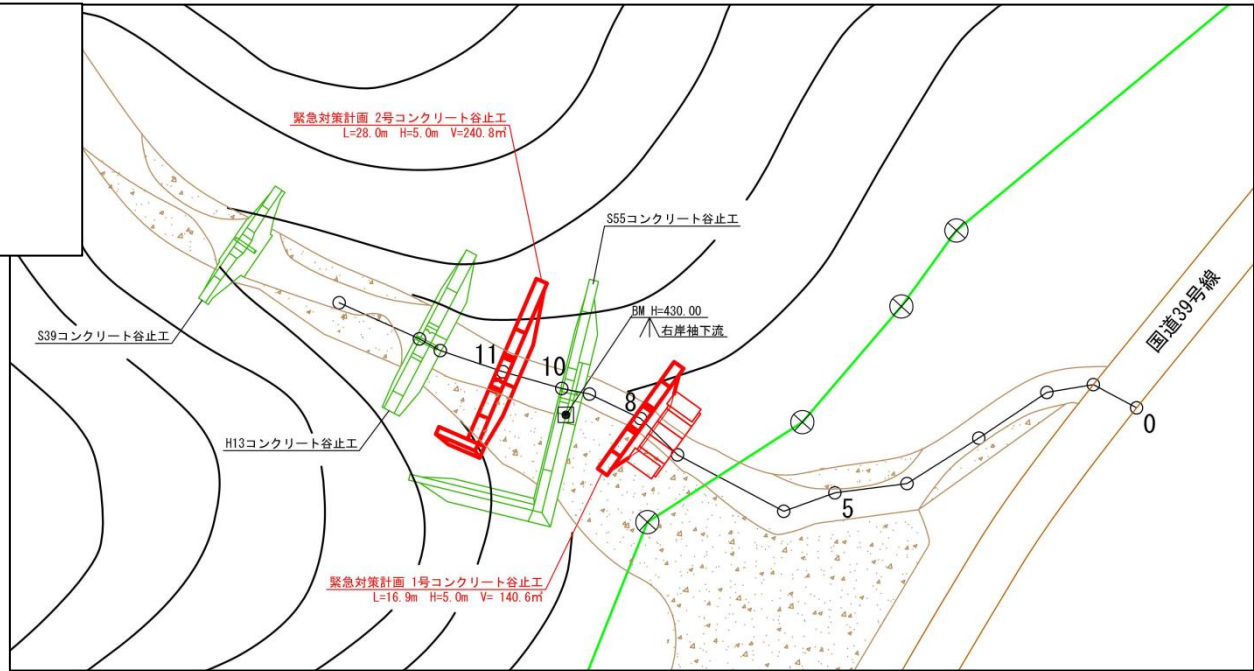 緊急対策計画 2号コンクリート谷止工
L=28.0m H=5.0m V=240.8㎥
S55コンクリート谷止工
BM H=430.00
右岸袖下流
国道39号線
S39コンクリート谷止工
11
10
8
0
H13コンクリート谷止工
5
緊急対策計画 1号コンクリート谷止工
L=16.9m H=5.0m V= 140.6㎥